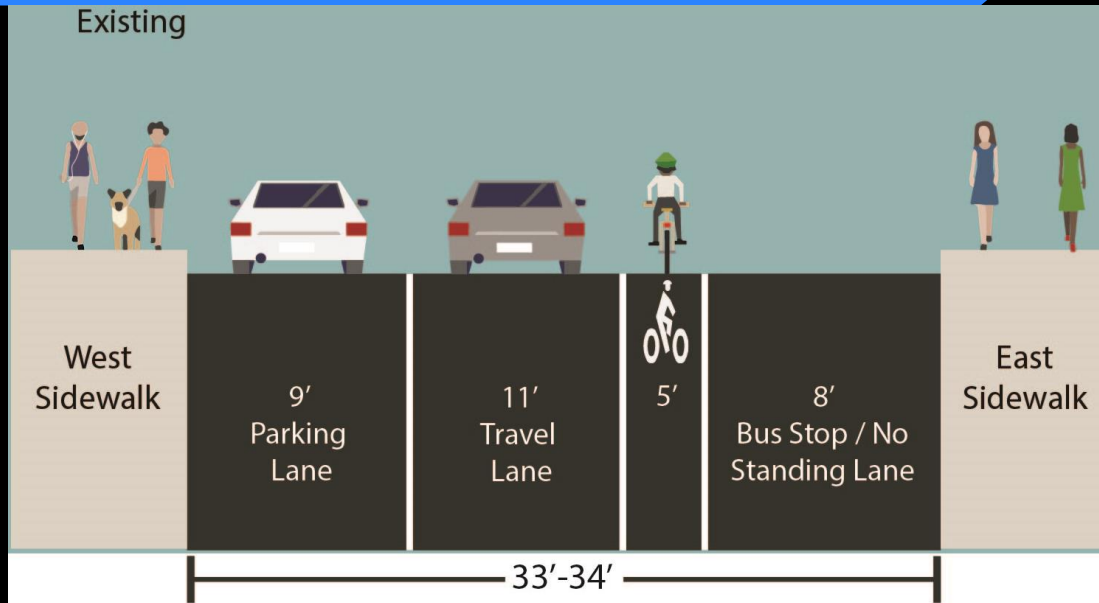 Existing
West
Sidewalk
9'
Parking
Lane
11'
Travel
Lane
5'
8'
Bus Stop / No
Standing Lane
East
Sidewalk
33'-34'